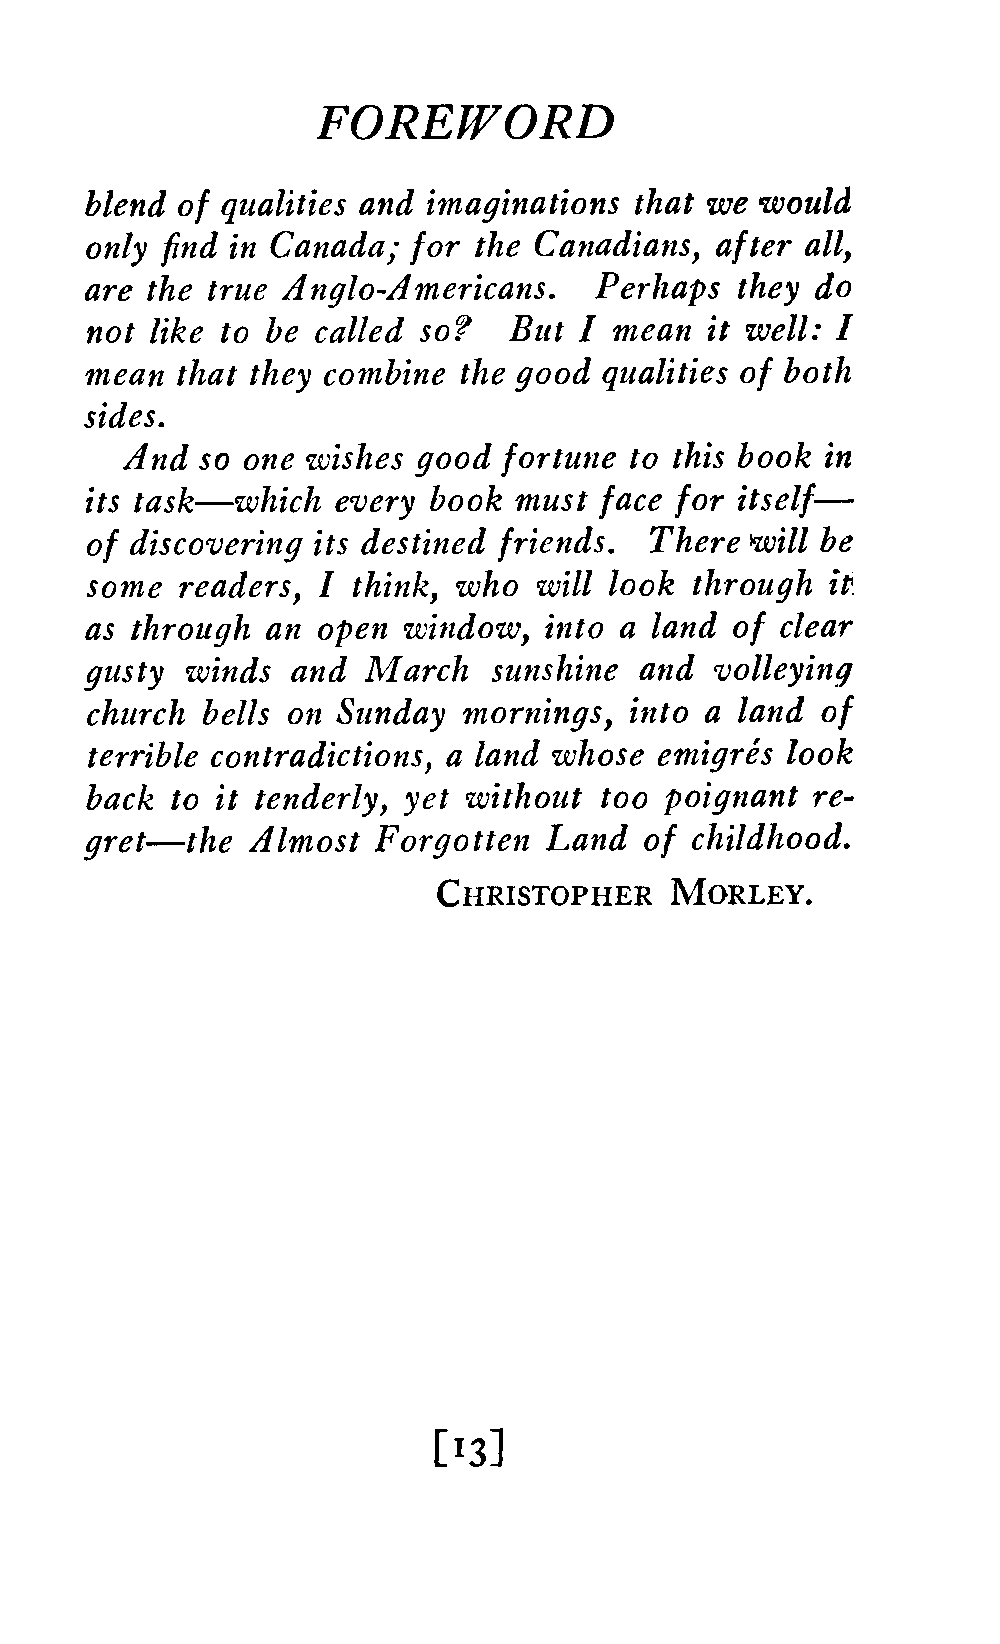 FOREWORD
blend of qualities and imaginations that we would
only find in Canada; for the Canadians, after all,
are the true Anglo-Americans. Perhaps they do
not like to be called so? But I mean it well: I
mean that they combine the good qualities of both
sides.
And so one wishes good fortune to this book in
its task—which every book must face for itself—
of discovering its destined friends. There will be
some readers, I think, who will look through it
as through an open window, into a land of clear
gusty winds and March sunshine and volleying
church bells on Sunday mornings, into a land of
terrible contradictions, a land whose emigrés look
back to it tenderly, yet without too poignant re-
gret—the Almost Forgotten Land of childhood.
CHRISTOPHER MORLEY.
[13]